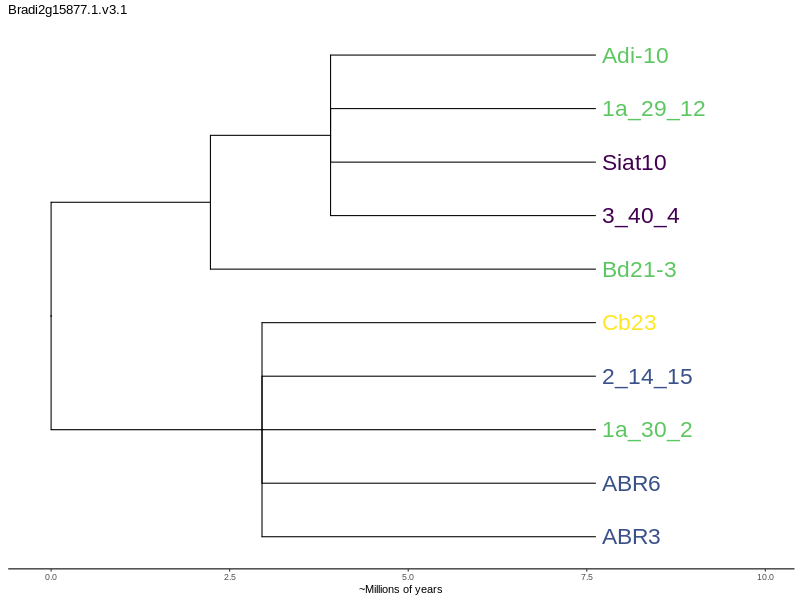 Bradi2g15877.1.v3.1
Adi-10
1a_29_12
Siat10
3_40_4
Bd21-3
Cb23
2_14_15
1a_30_2
ABR6
ABR3
0.0 2.5 5.0 7.5 10.0
~Millions of years